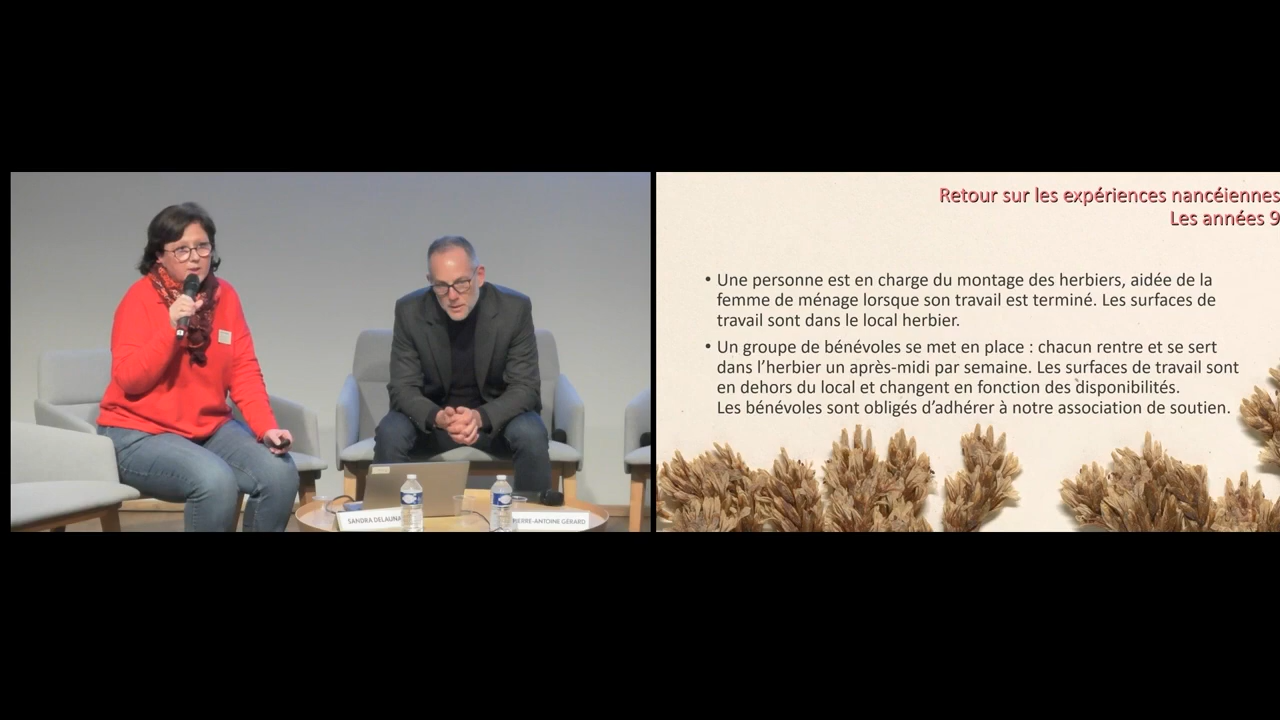 Retour sur les expériences nancéiennes
Les années 9
• Une personne est en charge du montage des herbiers, aidée de la
femme de ménage lorsque son travail est terminé. Les surfaces de
travail sont dans le local herbier.
• Un groupe de bénévoles se met en place : chacun rentre et se sert
dans l’herbier un après-midi par semaine. Les surfaces de travail sont
en dehors du local et changent en fonction des disponibilités.
Les bénévoles sont obligés d’adhérer à notre association de soutien.
SANDRA DELAUNA
PIERRE-ANTOINE GÉRARD